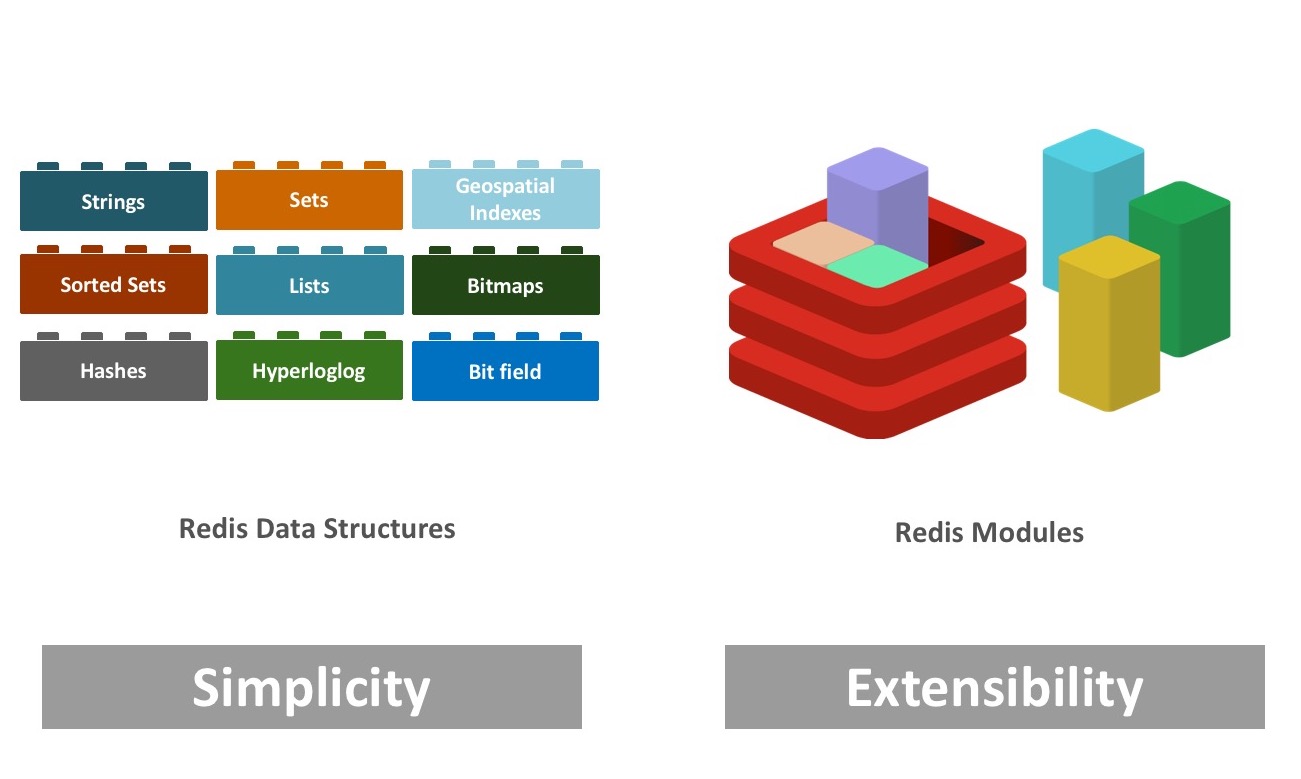 Strings
Sets
Geospatial
Indexes
Sorted Sets
Lists
Bitmaps
Hashes
Hyperloglog
Bit field
Redis Data Structures
Redis Modules
Simplicity
Extensibility